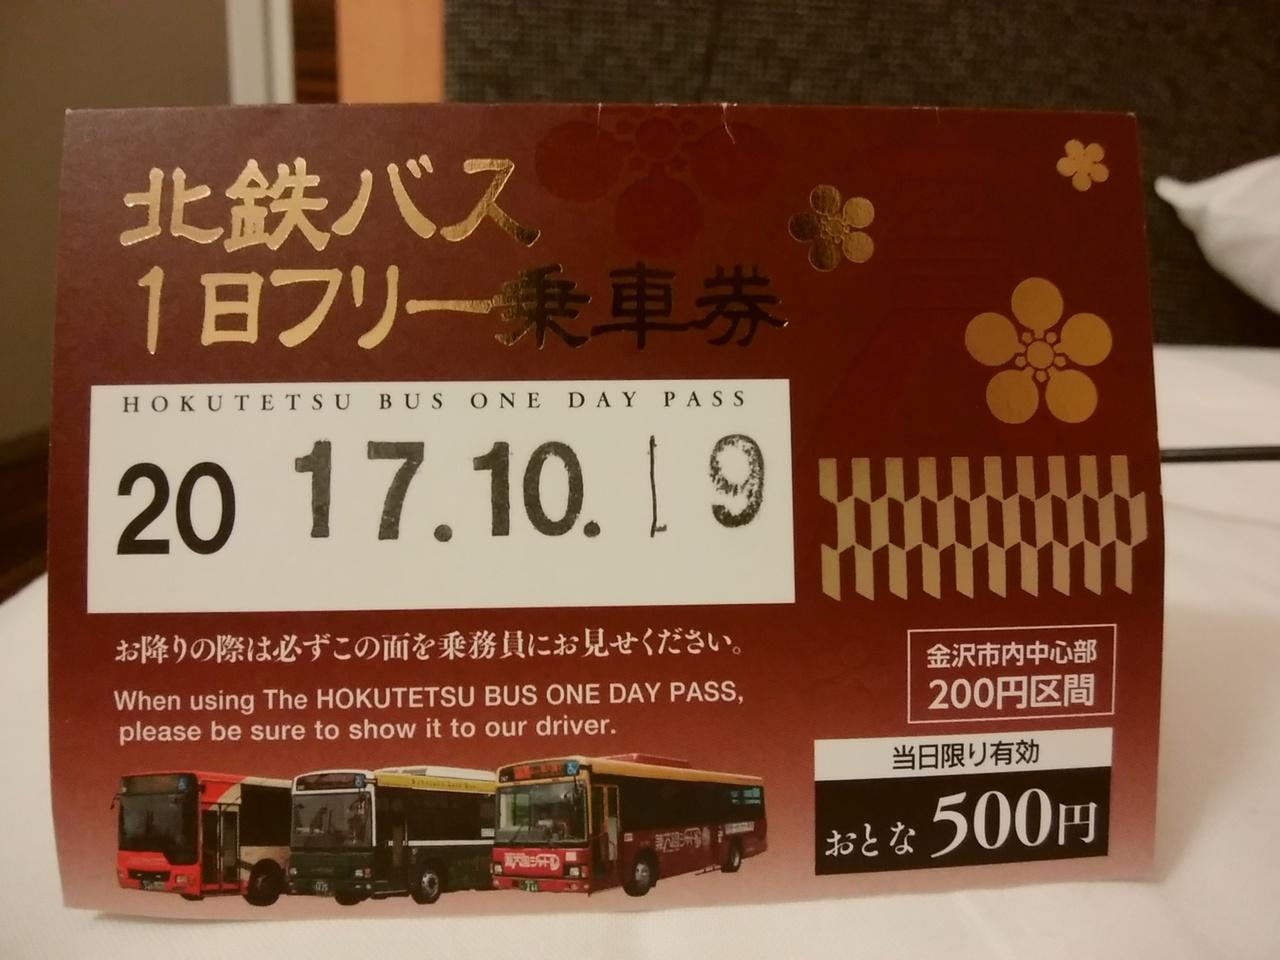 北鉄バス
1日フリー乗車券
HOKUTETSU BUS ONE DAY PASS
20 17.10.19
お降りの際は必ずこの面を乗務員にお見せください。
When using The HOKUTETSU BUS ONE DAY PASS,
please be sure to show it to our driver.
金沢市内中心部
200円区間
当日限り有効
おとな 500円